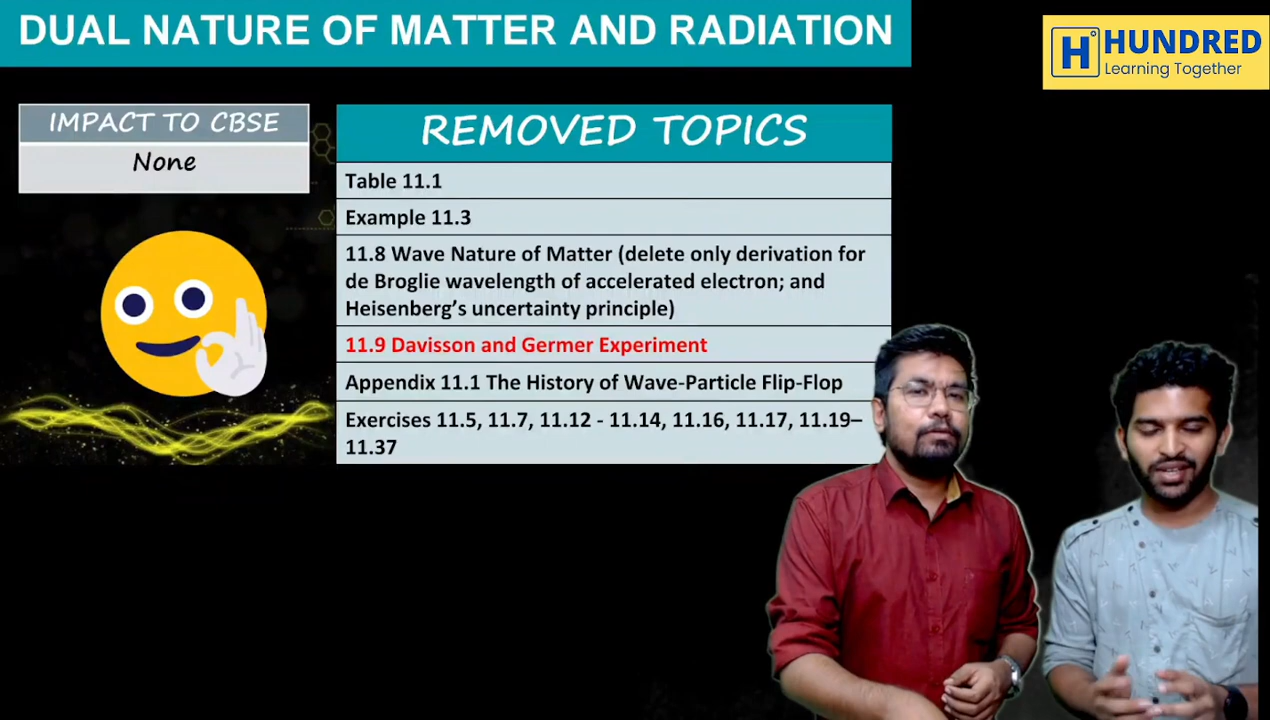 DUAL NATURE OF MATTER AND RADIATION
H° HUNDRED
Learning Together
IMPACT TO CBSE
None
REMOVED TOPICS
Table 11.1
Example 11.3
11.8 Wave Nature of Matter (delete only derivation for
de Broglie wavelength of accelerated electron; and
Heisenberg’s uncertainty principle)
11.9 Davisson and Germer Experiment
Appendix 11.1 The History of Wave-Particle Flip-Flop
Exercises 11.5, 11.7, 11.12 - 11.14, 11.16, 11.17, 11.19–
11.37